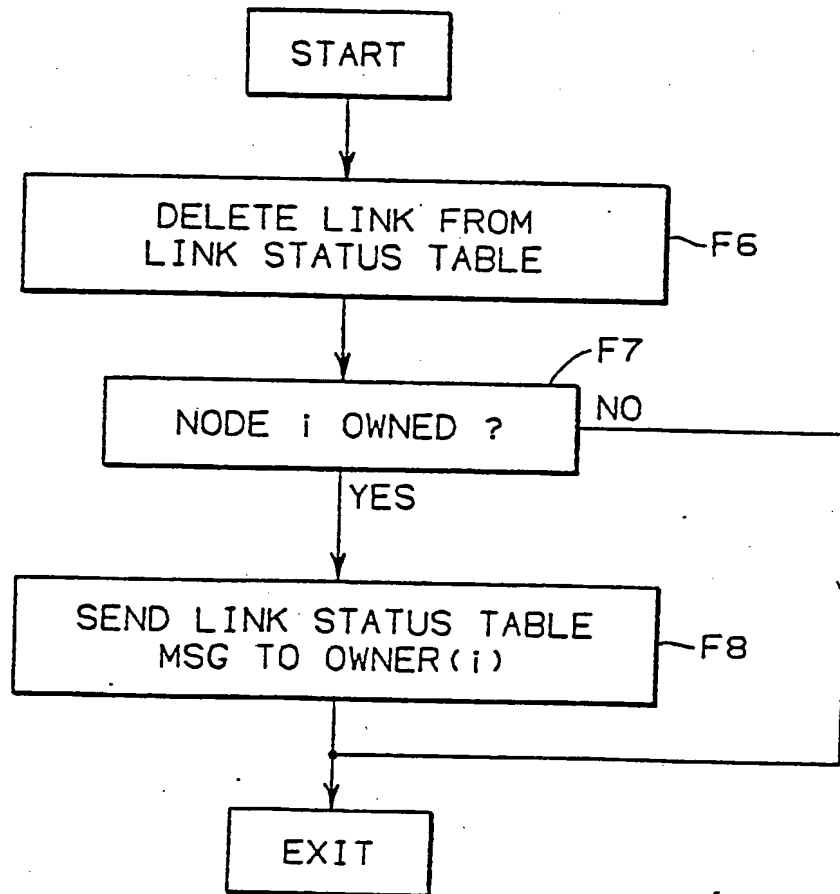 START
DELETE LINK FROM
LINK STATUS TABLE
F6
F7
NODE i OWNED ?
NO
YES
SEND LINK STATUS TABLE
MSG TO OWNER(i)
F8
EXIT